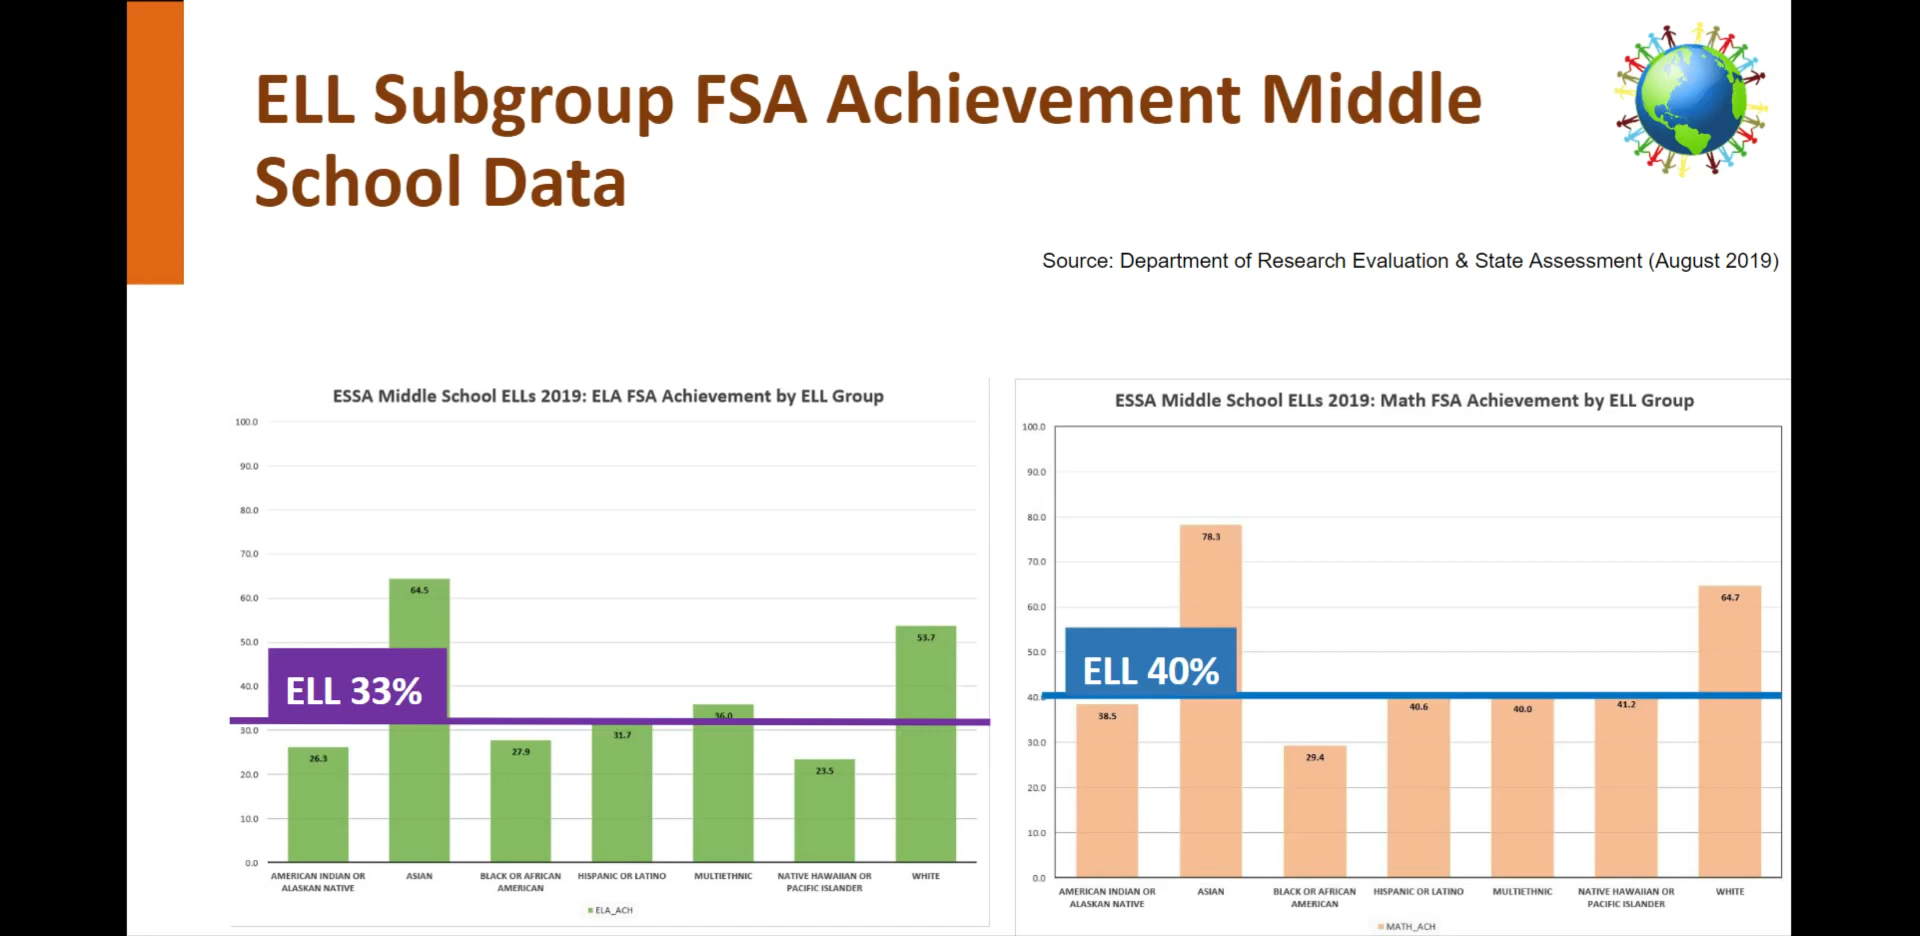 ELL Subgroup FSA Achievement Middle
School Data
Source: Department of Research Evaluation & State Assessment (August 2019)
ESSA Middle School ELLs 2019: ELA FSA Achievement by ELL Group
100.0
90.0
80.0
70.0
60.0
50.0
40.0
30.0
20.0
10.0
0.0
ELL 33%
26.3
64.5
27.9
31.7
36.0
23.5
53.7
AMERICAN INDIAN OR
ALASKAN NATIVE
ASIAN
BLACK OR AFRICAN
AMERICAN
HISPANIC OR LATINO
MULTIETHNIC
NATIVE HAWAIIAN OR
PACIFIC ISLANDER
WHITE
ELA_ACH
ESSA Middle School ELLs 2019: Math FSA Achievement by ELL Group
100.0
90.0
80.0
70.0
60.0
50.0
40.0
30.0
20.0
10.0
0.0
ELL 40%
38.5
78.3
29.4
40.6
40.0
41.2
64.7
AMERICAN INDIAN OR
ALASKAN NATIVE
ASIAN
BLACK OR AFRICAN
AMERICAN
HISPANIC OR LATINO
MULTIETHNIC
NATIVE HAWAIIAN OR
PACIFIC ISLANDER
WHITE
MATH_ACH